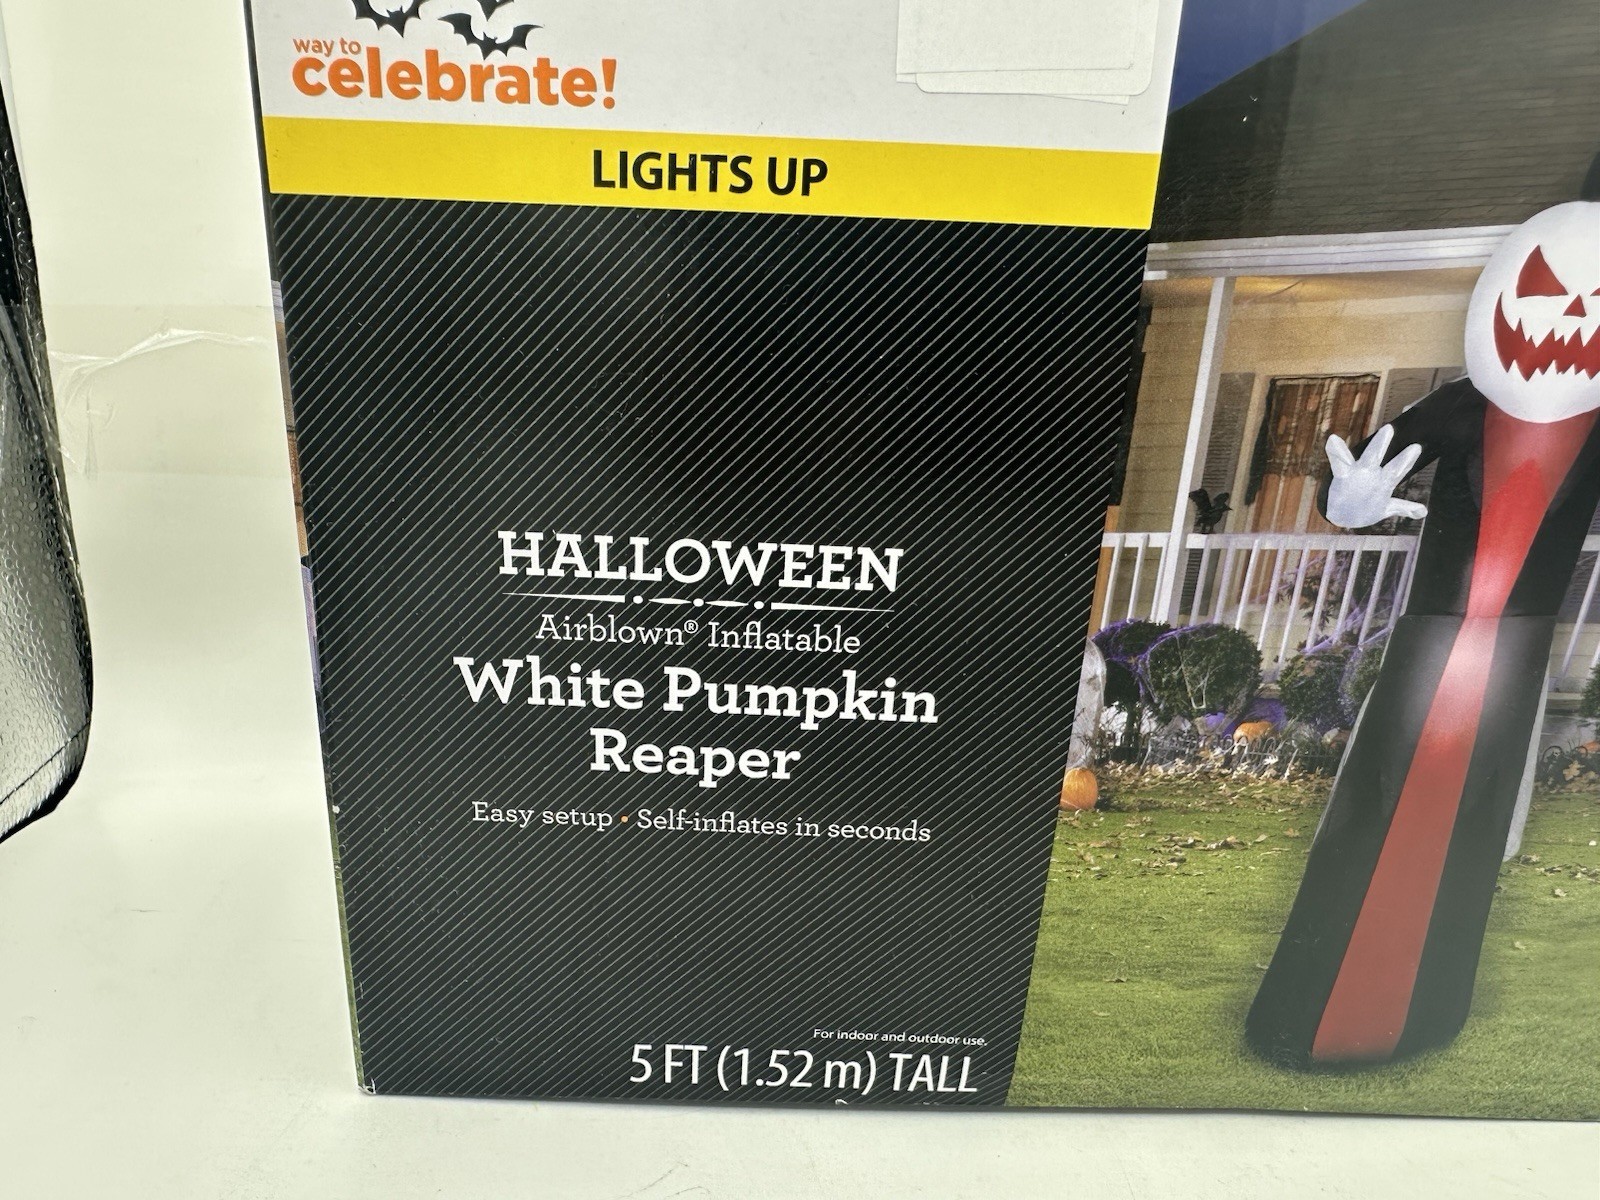 way to
celebrate!
LIGHTS UP
HALLOWEEN
Airblown® Inflatable
White Pumpkin
Reaper
Easy setup • Self-inflates in seconds
For indoor and outdoor use.
5 FT (1.52 m) TALL